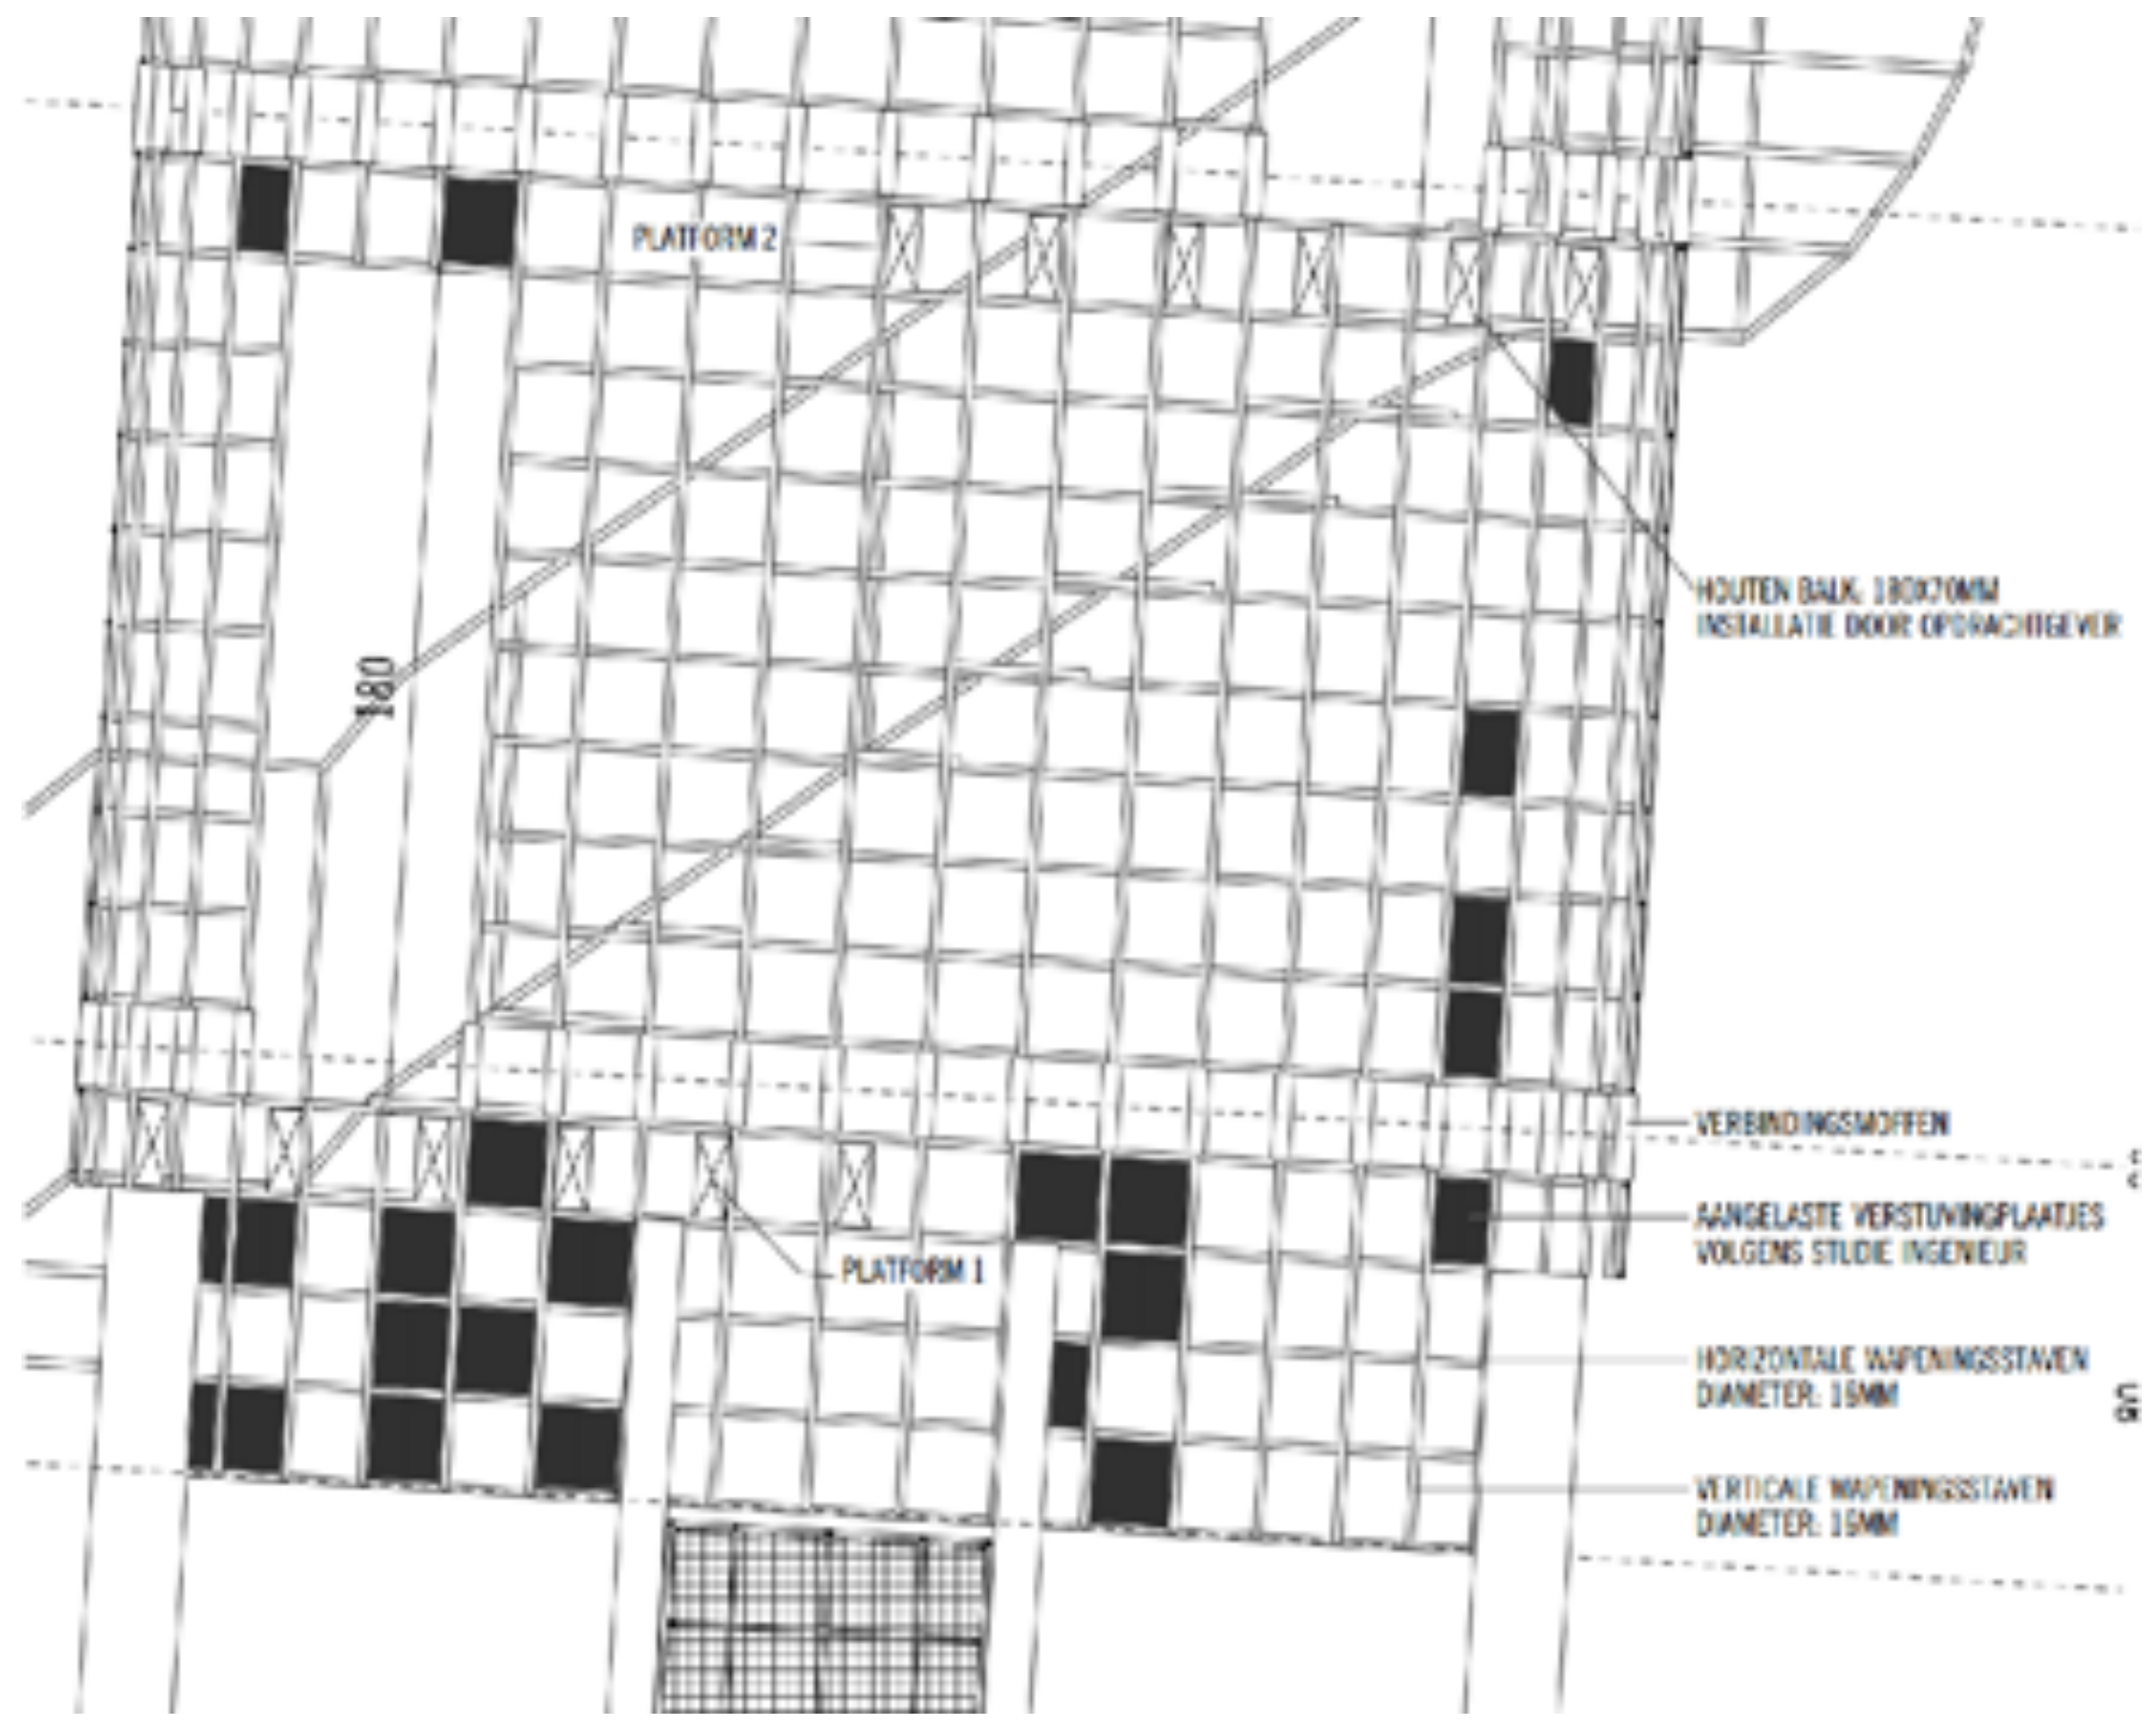 PLATFORM 2
180
HOUTEN BALK: 180X70MM
INSTALLATIE DOOR OPDRACHTGEVER
VERBINDINGSMOFFEN
AANGELASTE VERSTUVINGPLAATJES
VOLGENS STUDIE INGENIEUR
PLATFORM 1
HORIZONTALE WAPENINGSSTAVEN
DIAMETER: 16MM
VERTICALE WAPENINGSSTAVEN
DIAMETER: 16MM